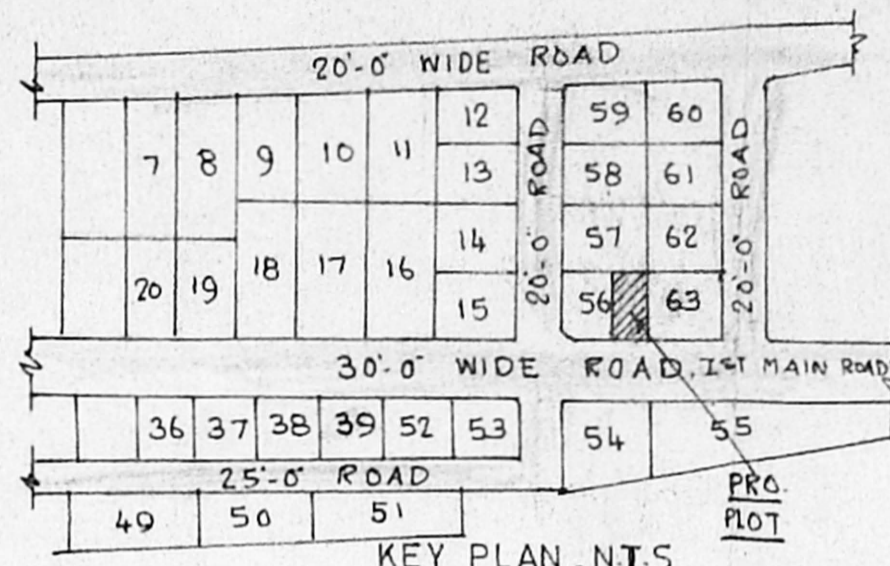 20'-0" WIDE ROAD
12 59 60
7 8 9 10 11
13 58 61
20'-0" ROAD
20'-0" ROAD
14 57 62
20 19 18 17 16
15 56 63
30'-0" WIDE ROAD. IST MAIN ROAD
36 37 38 39 52 53 54 55
25'-0" ROAD
49 50 51
PRO.
PLOT
KEY PLAN . N.T.S